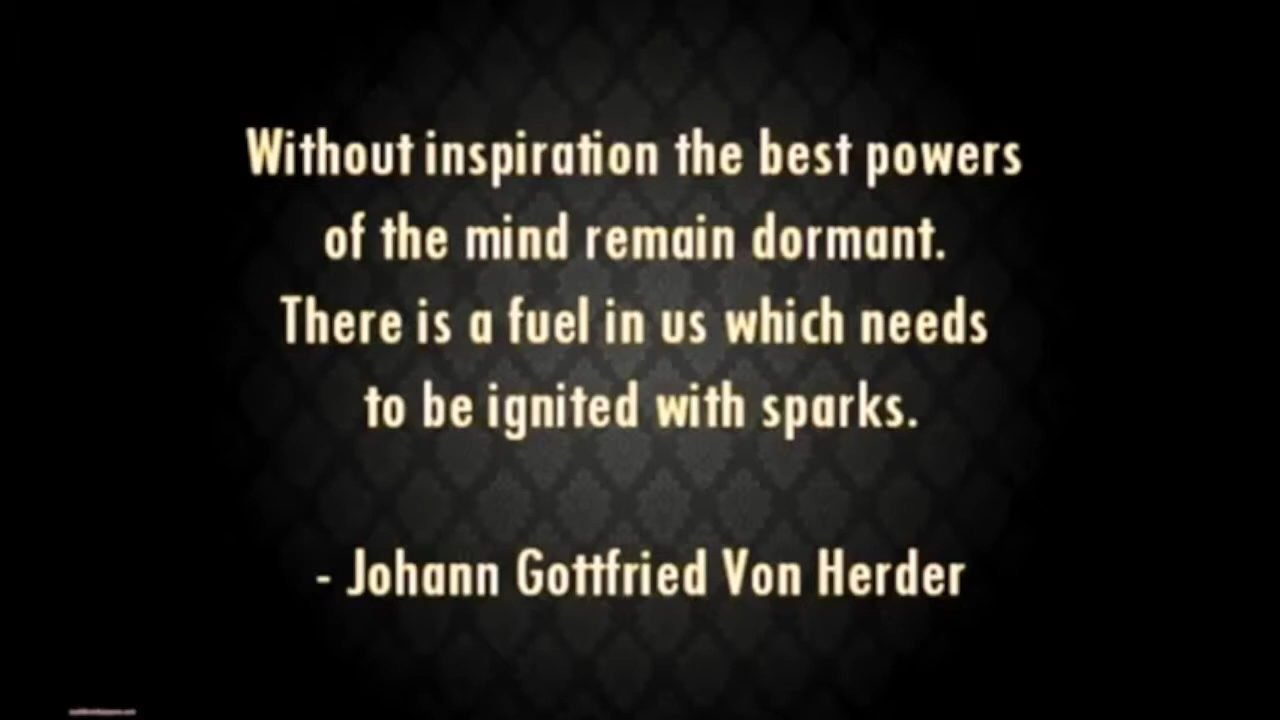 Without inspiration the best powers
of the mind remain dormant.
There is a fuel in us which needs
to be ignited with sparks.
- Johann Gottfried Von Herder